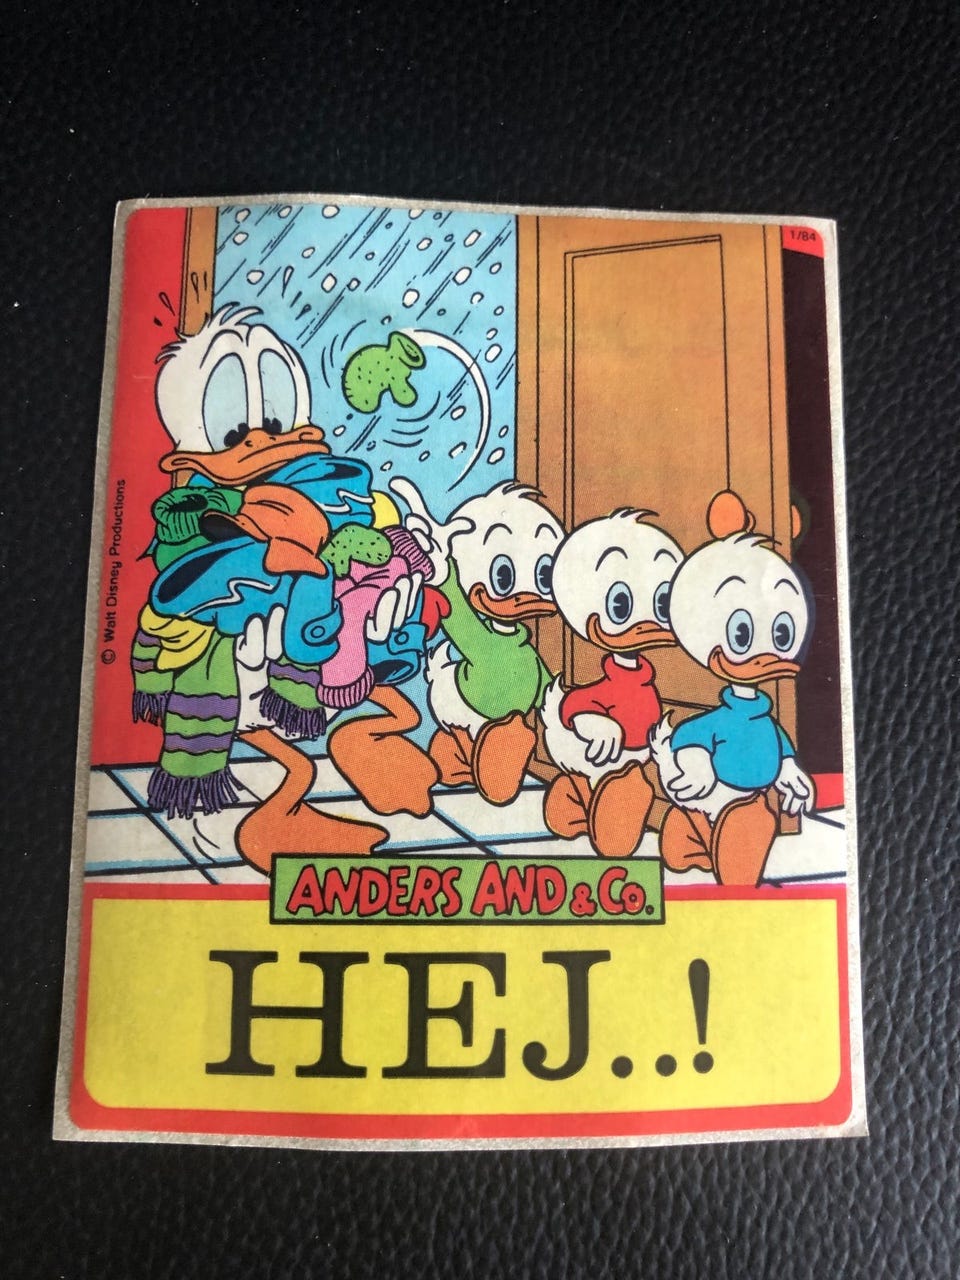 1/84
© Walt Disney Productions
ANDERS AND & Co.
HEJ..!